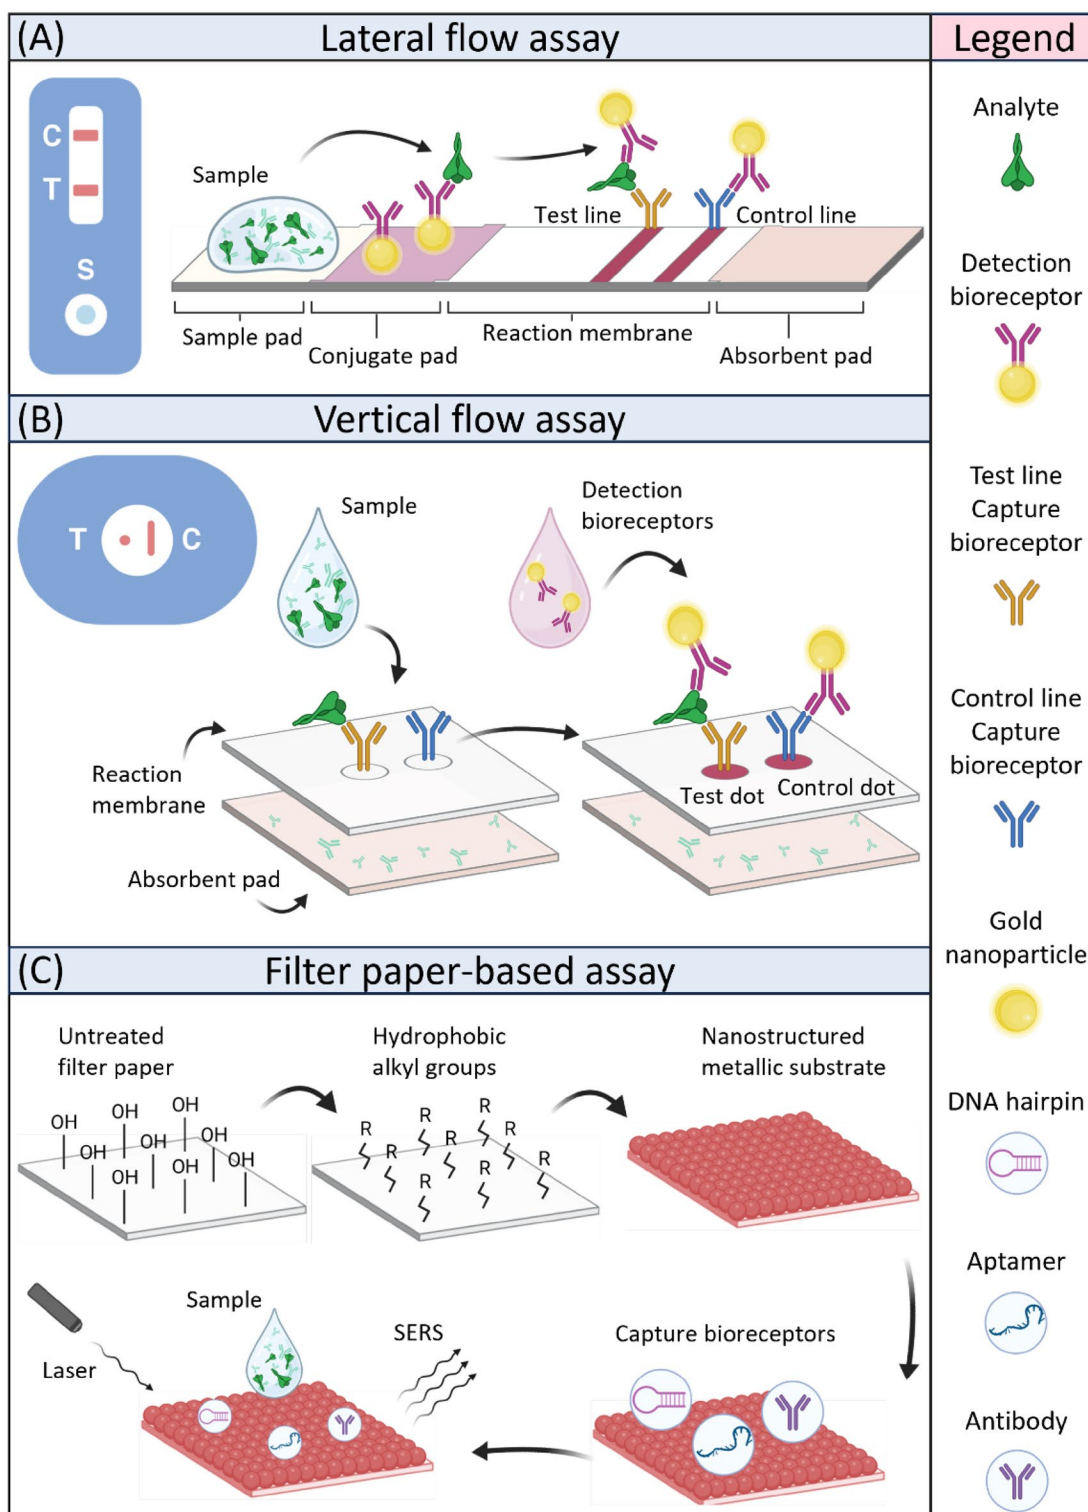 (A)
Lateral flow assay
C
T
S
Sample
Test line
Control line
Sample pad
Conjugate pad
Reaction membrane
Absorbent pad
(B)
Vertical flow assay
T
C
Sample
Detection
bioreceptors
Reaction
membrane
Absorbent pad
Test dot
Control dot
(C)
Filter paper-based assay
Untreated
filter paper
OH
OH
OH
OH
OH
OH
OH
OH
OH
Hydrophobic
alkyl groups
R
R
R
R
R
R
R
R
R
Nanostructured
metallic substrate
Laser
Sample
SERS
Capture bioreceptors
Legend
Analyte
Detection
bioreceptor
Test line
Capture
bioreceptor
Control line
Capture
bioreceptor
Gold
nanoparticle
DNA hairpin
Aptamer
Antibody